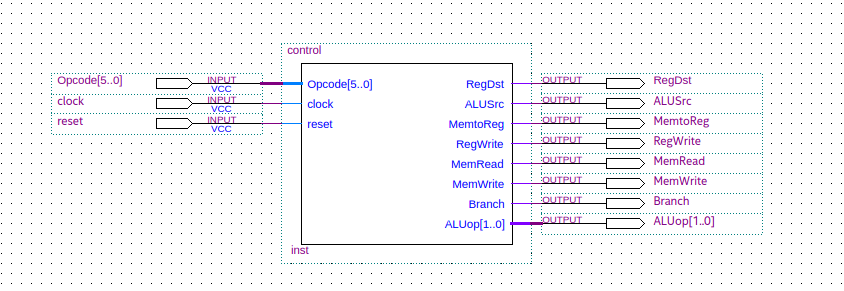 control
Opcode[5..0] INPUT VCC Opcode[5..0] RegDst OUTPUT RegDst
clock INPUT VCC clock ALUSrc OUTPUT ALUSrc
reset INPUT VCC reset MemtoReg OUTPUT MemtoReg
RegWrite OUTPUT RegWrite
MemRead OUTPUT MemRead
MemWrite OUTPUT MemWrite
Branch OUTPUT Branch
ALUop[1..0] OUTPUT ALUop[1..0]
inst